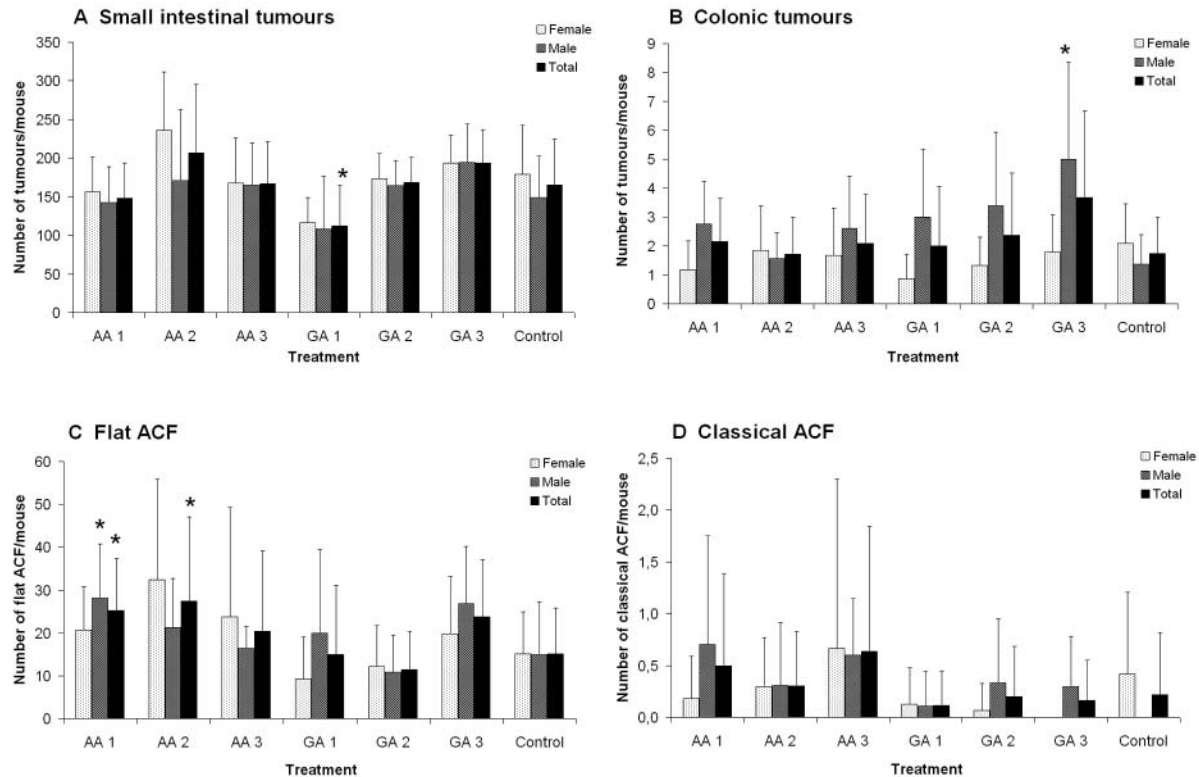 A Small intestinal tumours
Female
Male
Total
350
300
250
200
150
100
50
0
Number of tumours/mouse
*
AA 1 AA 2 AA 3 GA 1 GA 2 GA 3 Control
Treatment
B Colonic tumours
Female
Male
Total
9
8
7
6
5
4
3
2
1
0
Number of tumours/mouse
*
AA 1 AA 2 AA 3 GA 1 GA 2 GA 3 Control
Treatment
C Flat ACF
Female
Male
Total
60
50
40
30
20
10
0
Number of flat ACF/mouse
* * *
AA 1 AA 2 AA 3 GA 1 GA 2 GA 3 Control
Treatment
D Classical ACF
Female
Male
Total
2,5
2,0
1,5
1,0
0,5
0,0
Number of classical ACF/mouse
AA 1 AA 2 AA 3 GA 1 GA 2 GA 3 Control
Treatment